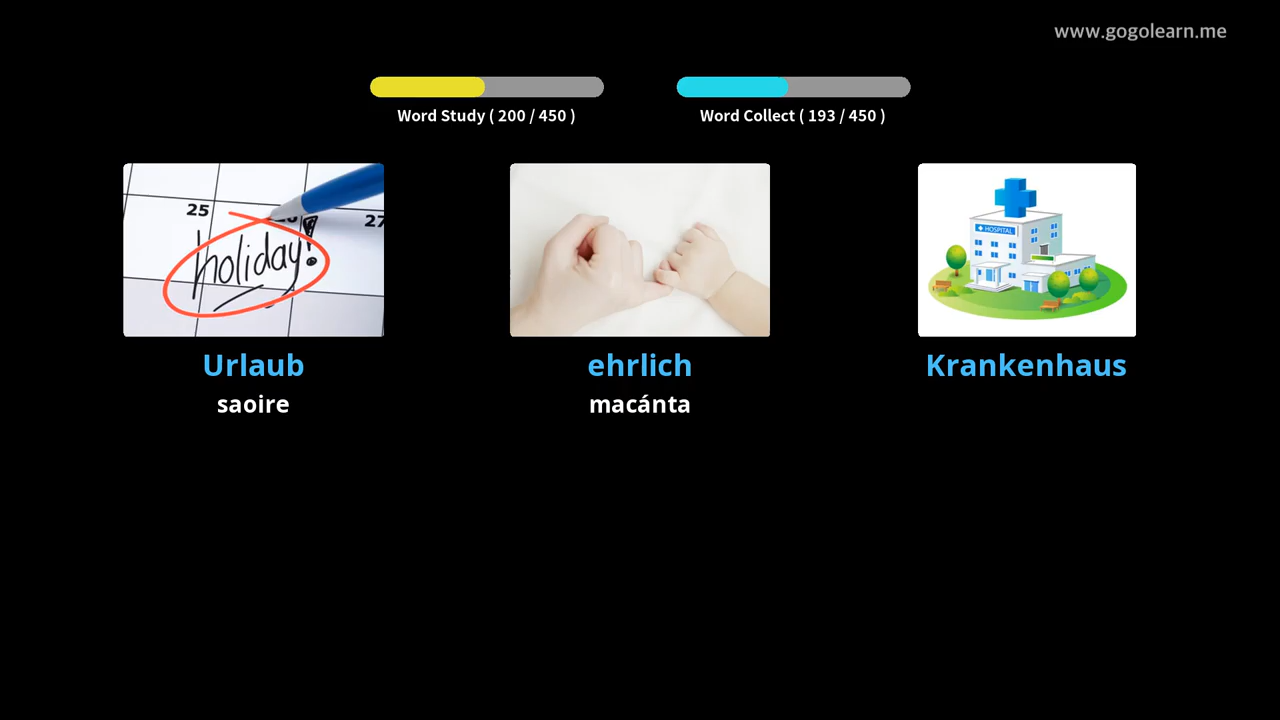 www.gogolearn.me
Word Study ( 200 / 450 )
Word Collect ( 193 / 450 )
25
27
holiday!
HOSPITAL
Urlaub
ehrlich
Krankenhaus
saoire
macánta